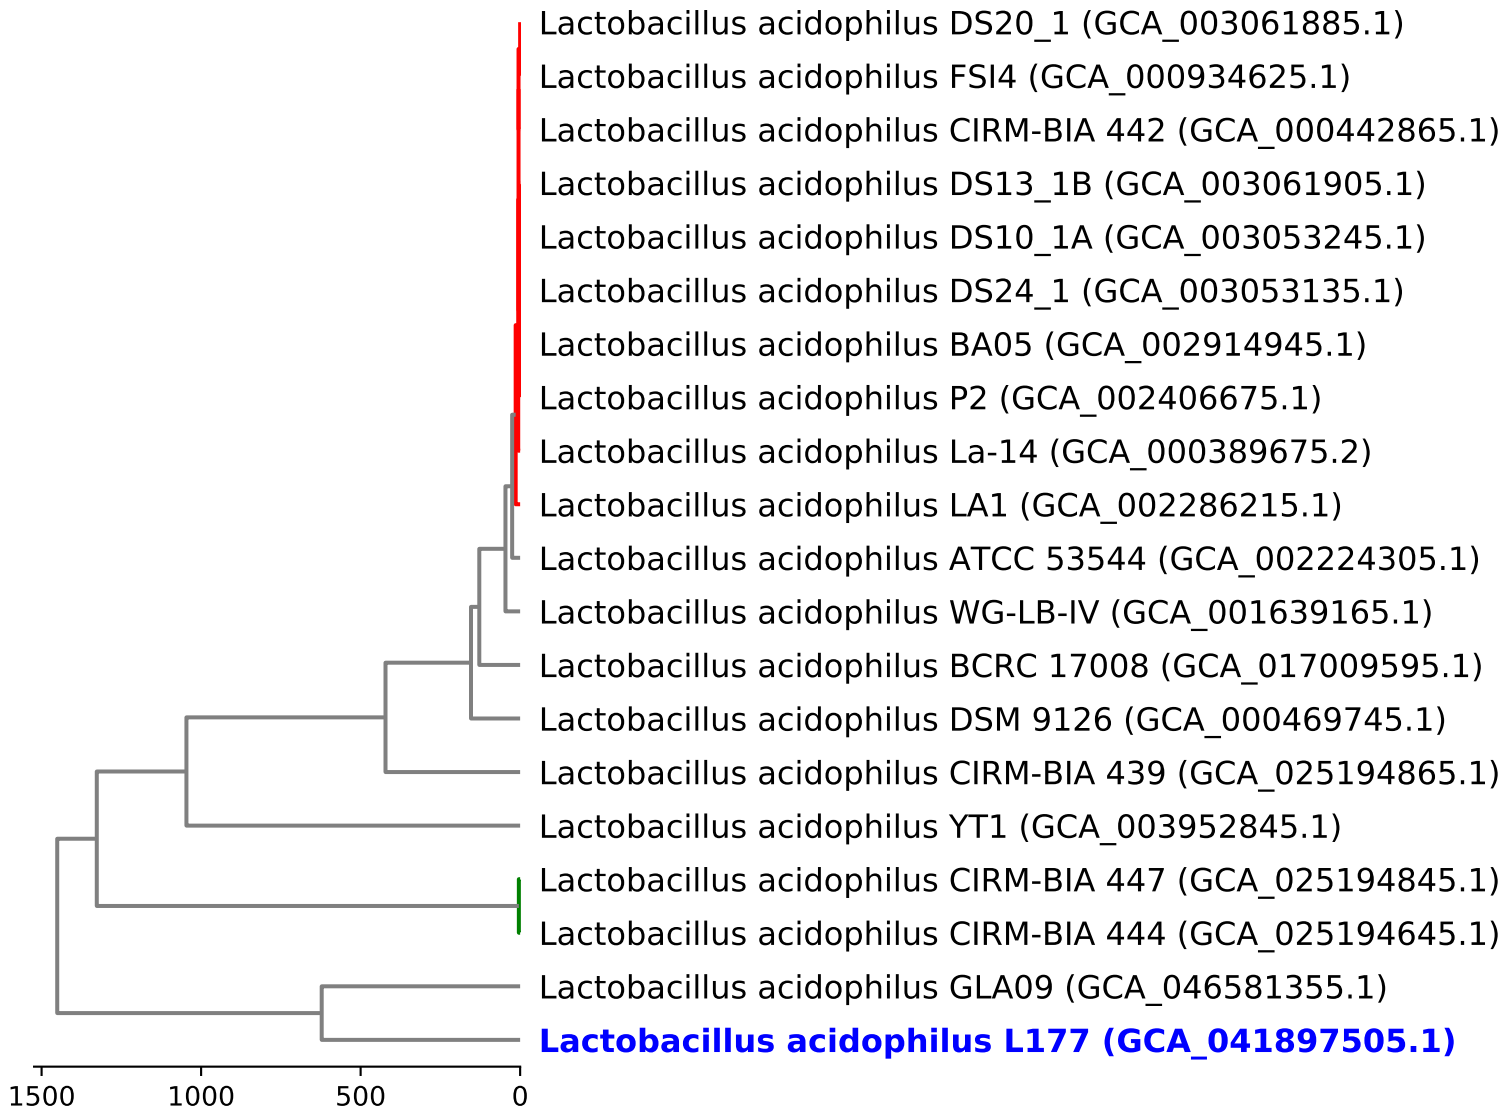 Lactobacillus acidophilus DS20_1 (GCA_003061885.1)
Lactobacillus acidophilus FSI4 (GCA_000934625.1)
Lactobacillus acidophilus CIRM-BIA 442 (GCA_000442865.1)
Lactobacillus acidophilus DS13_1B (GCA_003061905.1)
Lactobacillus acidophilus DS10_1A (GCA_003053245.1)
Lactobacillus acidophilus DS24_1 (GCA_003053135.1)
Lactobacillus acidophilus BA05 (GCA_002914945.1)
Lactobacillus acidophilus P2 (GCA_002406675.1)
Lactobacillus acidophilus La-14 (GCA_000389675.2)
Lactobacillus acidophilus LA1 (GCA_002286215.1)
Lactobacillus acidophilus ATCC 53544 (GCA_002224305.1)
Lactobacillus acidophilus WG-LB-IV (GCA_001639165.1)
Lactobacillus acidophilus BCRC 17008 (GCA_017009595.1)
Lactobacillus acidophilus DSM 9126 (GCA_000469745.1)
Lactobacillus acidophilus CIRM-BIA 439 (GCA_025194865.1)
Lactobacillus acidophilus YT1 (GCA_003952845.1)
Lactobacillus acidophilus CIRM-BIA 447 (GCA_025194845.1)
Lactobacillus acidophilus CIRM-BIA 444 (GCA_025194645.1)
Lactobacillus acidophilus GLA09 (GCA_046581355.1)
Lactobacillus acidophilus L177 (GCA_041897505.1)
1500 1000 500 0